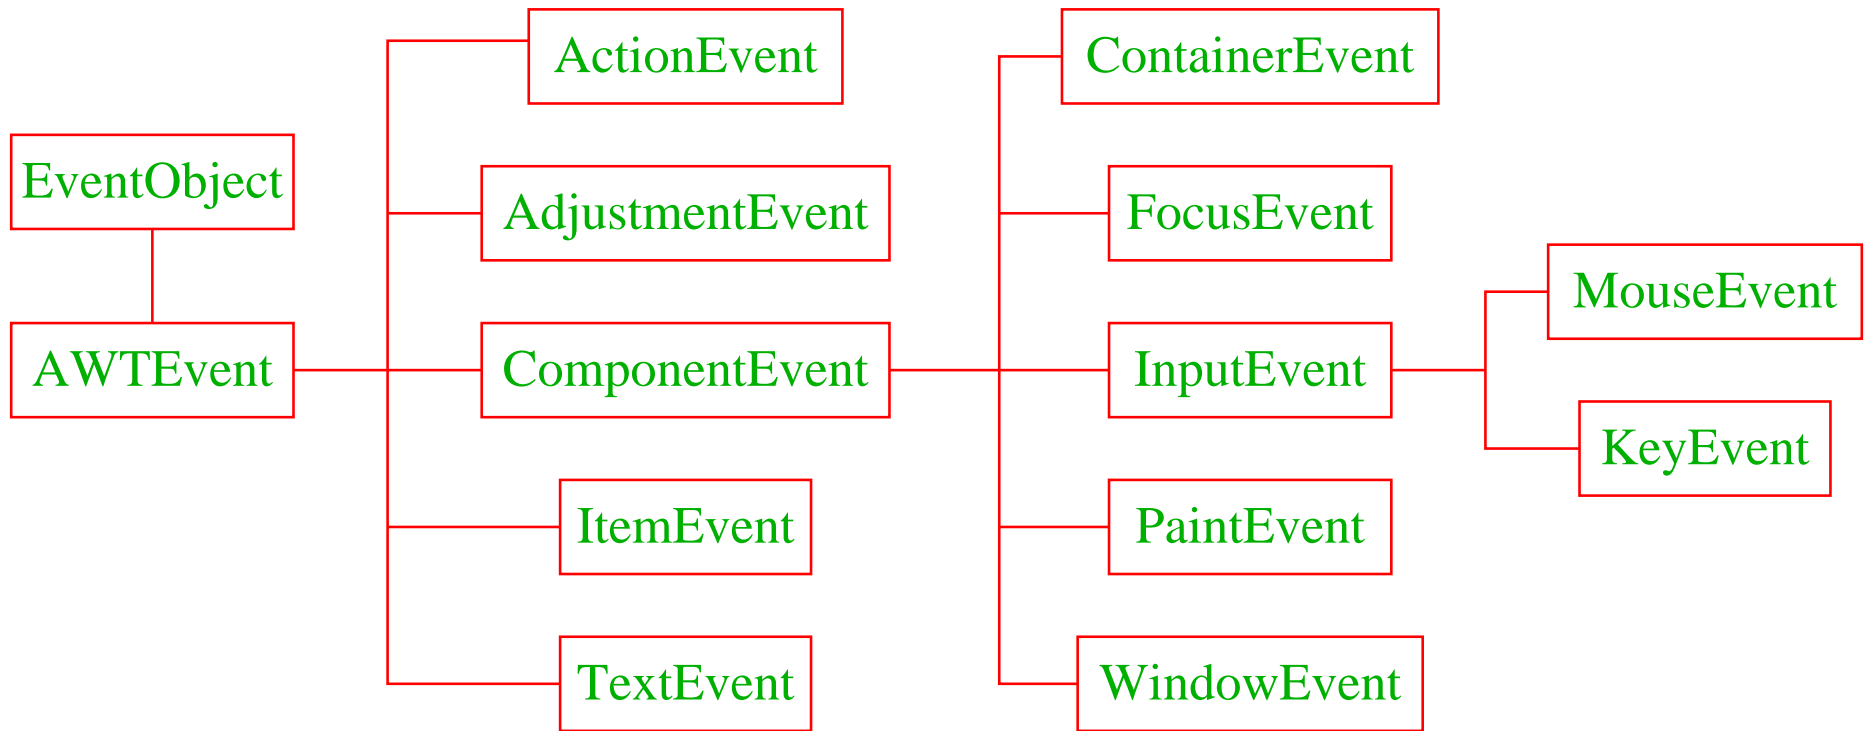 EventObject
AWTEvent
ActionEvent
AdjustmentEvent
ComponentEvent
ItemEvent
TextEvent
ContainerEvent
FocusEvent
InputEvent
PaintEvent
WindowEvent
MouseEvent
KeyEvent